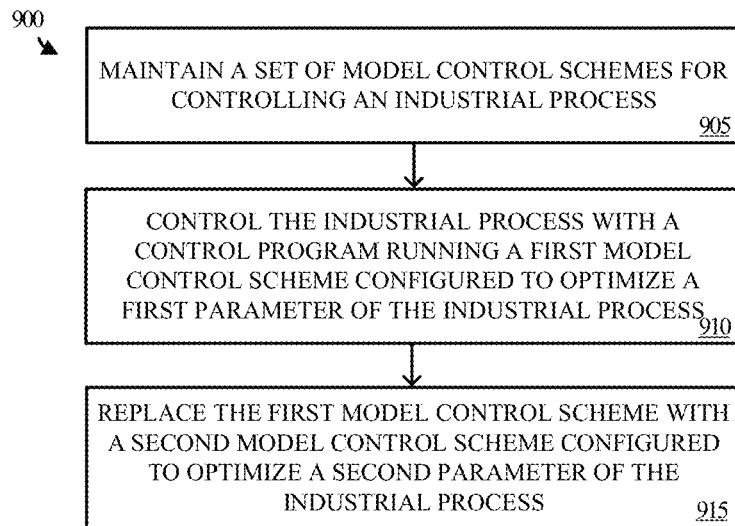 900
MAINTAIN A SET OF MODEL CONTROL SCHEMES FOR
CONTROLLING AN INDUSTRIAL PROCESS
905
CONTROL THE INDUSTRIAL PROCESS WITH A
CONTROL PROGRAM RUNNING A FIRST MODEL
CONTROL SCHEME CONFIGURED TO OPTIMIZE A
FIRST PARAMETER OF THE INDUSTRIAL PROCESS
910
REPLACE THE FIRST MODEL CONTROL SCHEME WITH
A SECOND MODEL CONTROL SCHEME CONFIGURED
TO OPTIMIZE A SECOND PARAMETER OF THE
INDUSTRIAL PROCESS
915